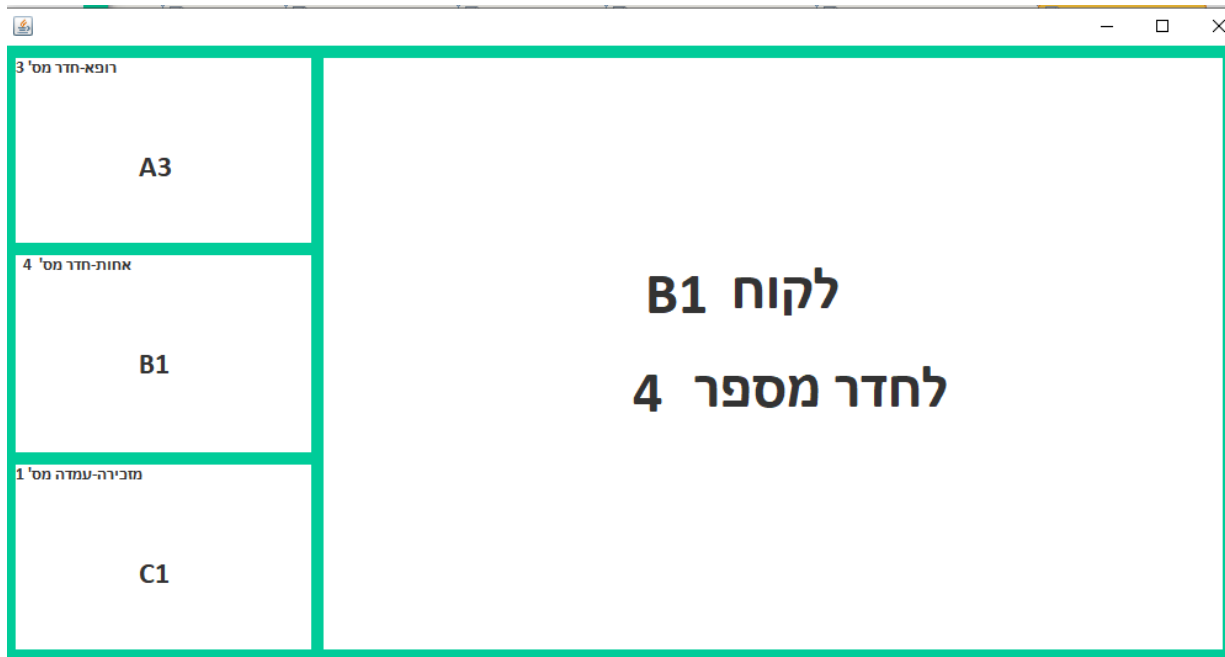 רופא-חדר מס' 3
A3
אחות-חדר מס' 4
B1
מזכירה-עמדה מס' 1
C1
לקוח B1
לחדר מספר 4